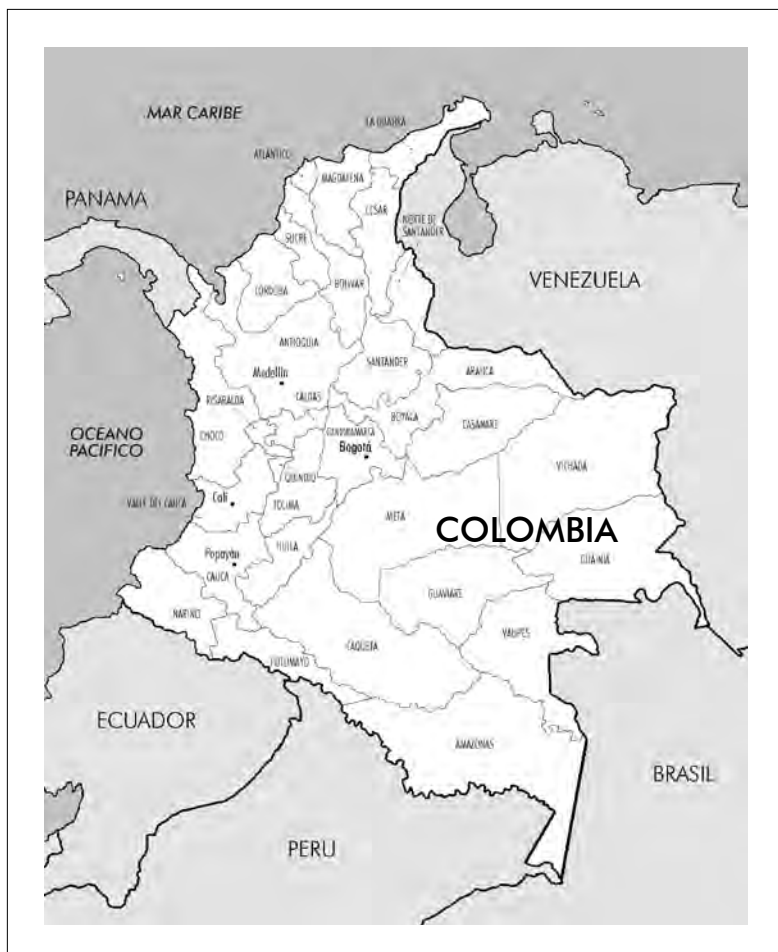 MAR CARIBE
LA GUAJIRA
ATLÁNTICO
MAGDALENA
PANAMA
CESAR
NORTE DE
SANTANDER
SUCRE
VENEZUELA
BOLIVAR
CORDOBA
ANTIOQUIA
SANTANDER
Medellín
ARAUCA
RISARALDA
CALDAS
BOYACA
CASANARE
OCEANO
PACIFICO
CHOCO
CUNDINAMARCA
Bogotá
VICHADA
QUINDIO
VALLE DEL CAUCA
Cali
TOLIMA
META
COLOMBIA
Popayán
HUILA
CAUCA
GUAINIA
GUAVIARE
NARINO
VAUPES
CAQUETA
PUTUMAYO
ECUADOR
AMAZONAS
BRASIL
PERU